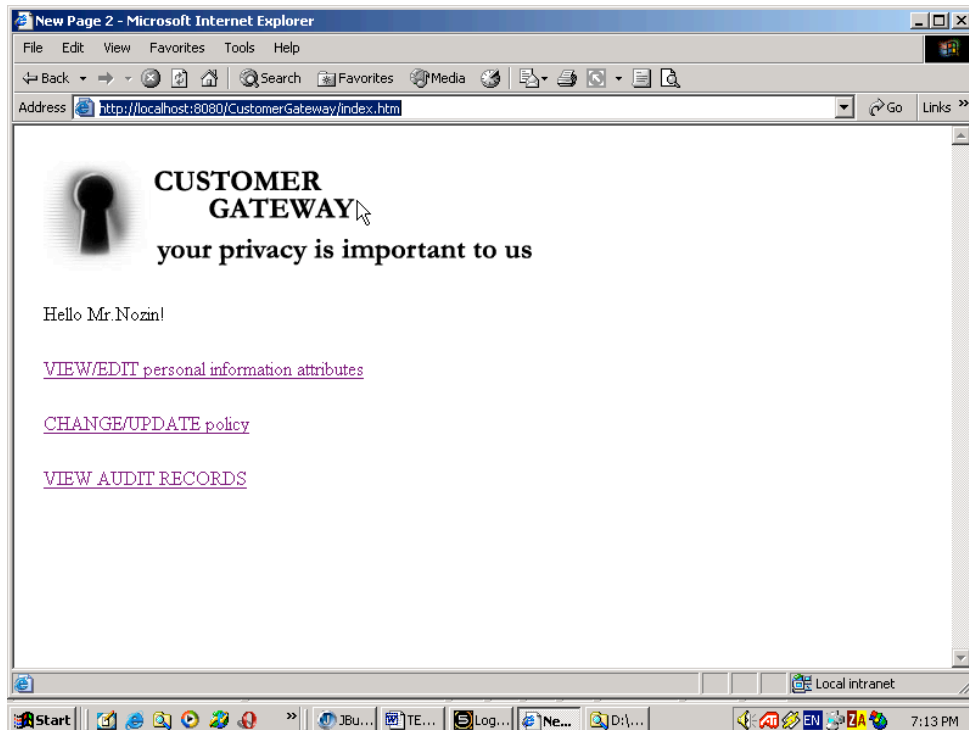 New Page 2 - Microsoft Internet Explorer
File Edit View Favorites Tools Help
Back Search Favorites Media
Address http://localhost:8080/CustomerGateway/index.htm Go Links »
CUSTOMER
GATEWAY
your privacy is important to us
Hello Mr.Nozin!
VIEW/EDIT personal information attributes
CHANGE/UPDATE policy
VIEW AUDIT RECORDS
Local intranet
Start » JBu... TE... Log... Ne... D:\... EN ZA 7:13 PM